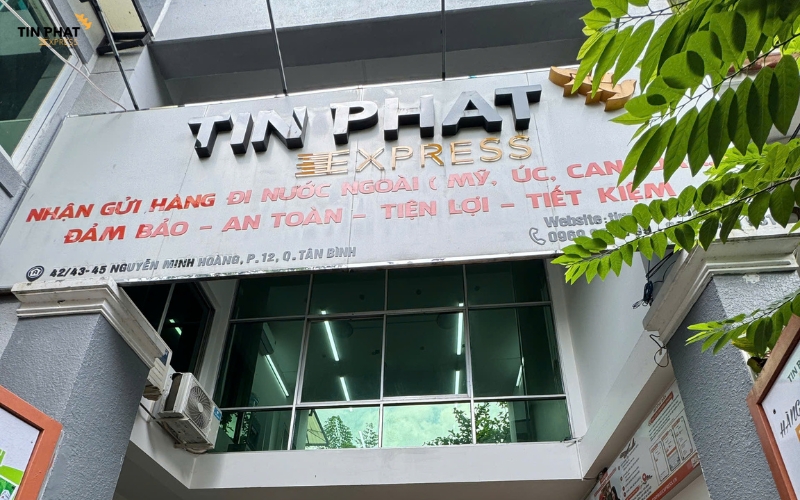 TIN PHAT
EXPRESS
TIN PHAT
EXPRESS
NHẬN GỬI HÀNG ĐI NƯỚC NGOÀI ( MỸ, ÚC,
ĐẢM BẢO - AN TOÀN - TIỆN LỢI - TIẾT KIỆM
Website:
0969
42/43-45 NGUYỄN MINH HOÀNG, P.12, Q.TÂN BÌNH